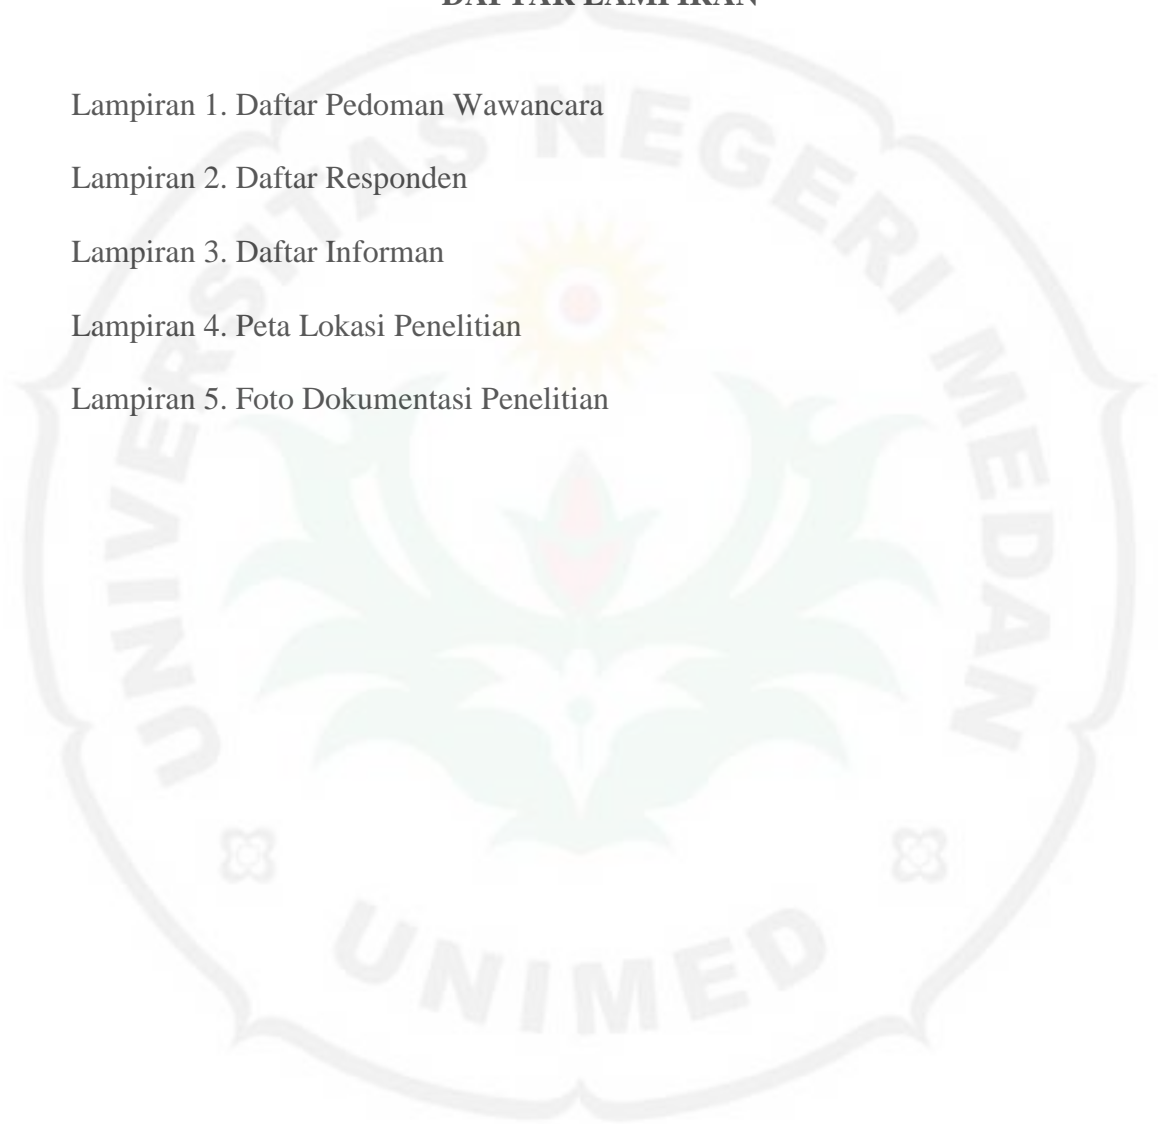 DAFTAR LAMPIRAN
Lampiran 1. Daftar Pedoman Wawancara
Lampiran 2. Daftar Responden
Lampiran 3. Daftar Informan
Lampiran 4. Peta Lokasi Penelitian
Lampiran 5. Foto Dokumentasi Penelitian
UNIVERSITAS NEGERI MEDAN
UNIMED